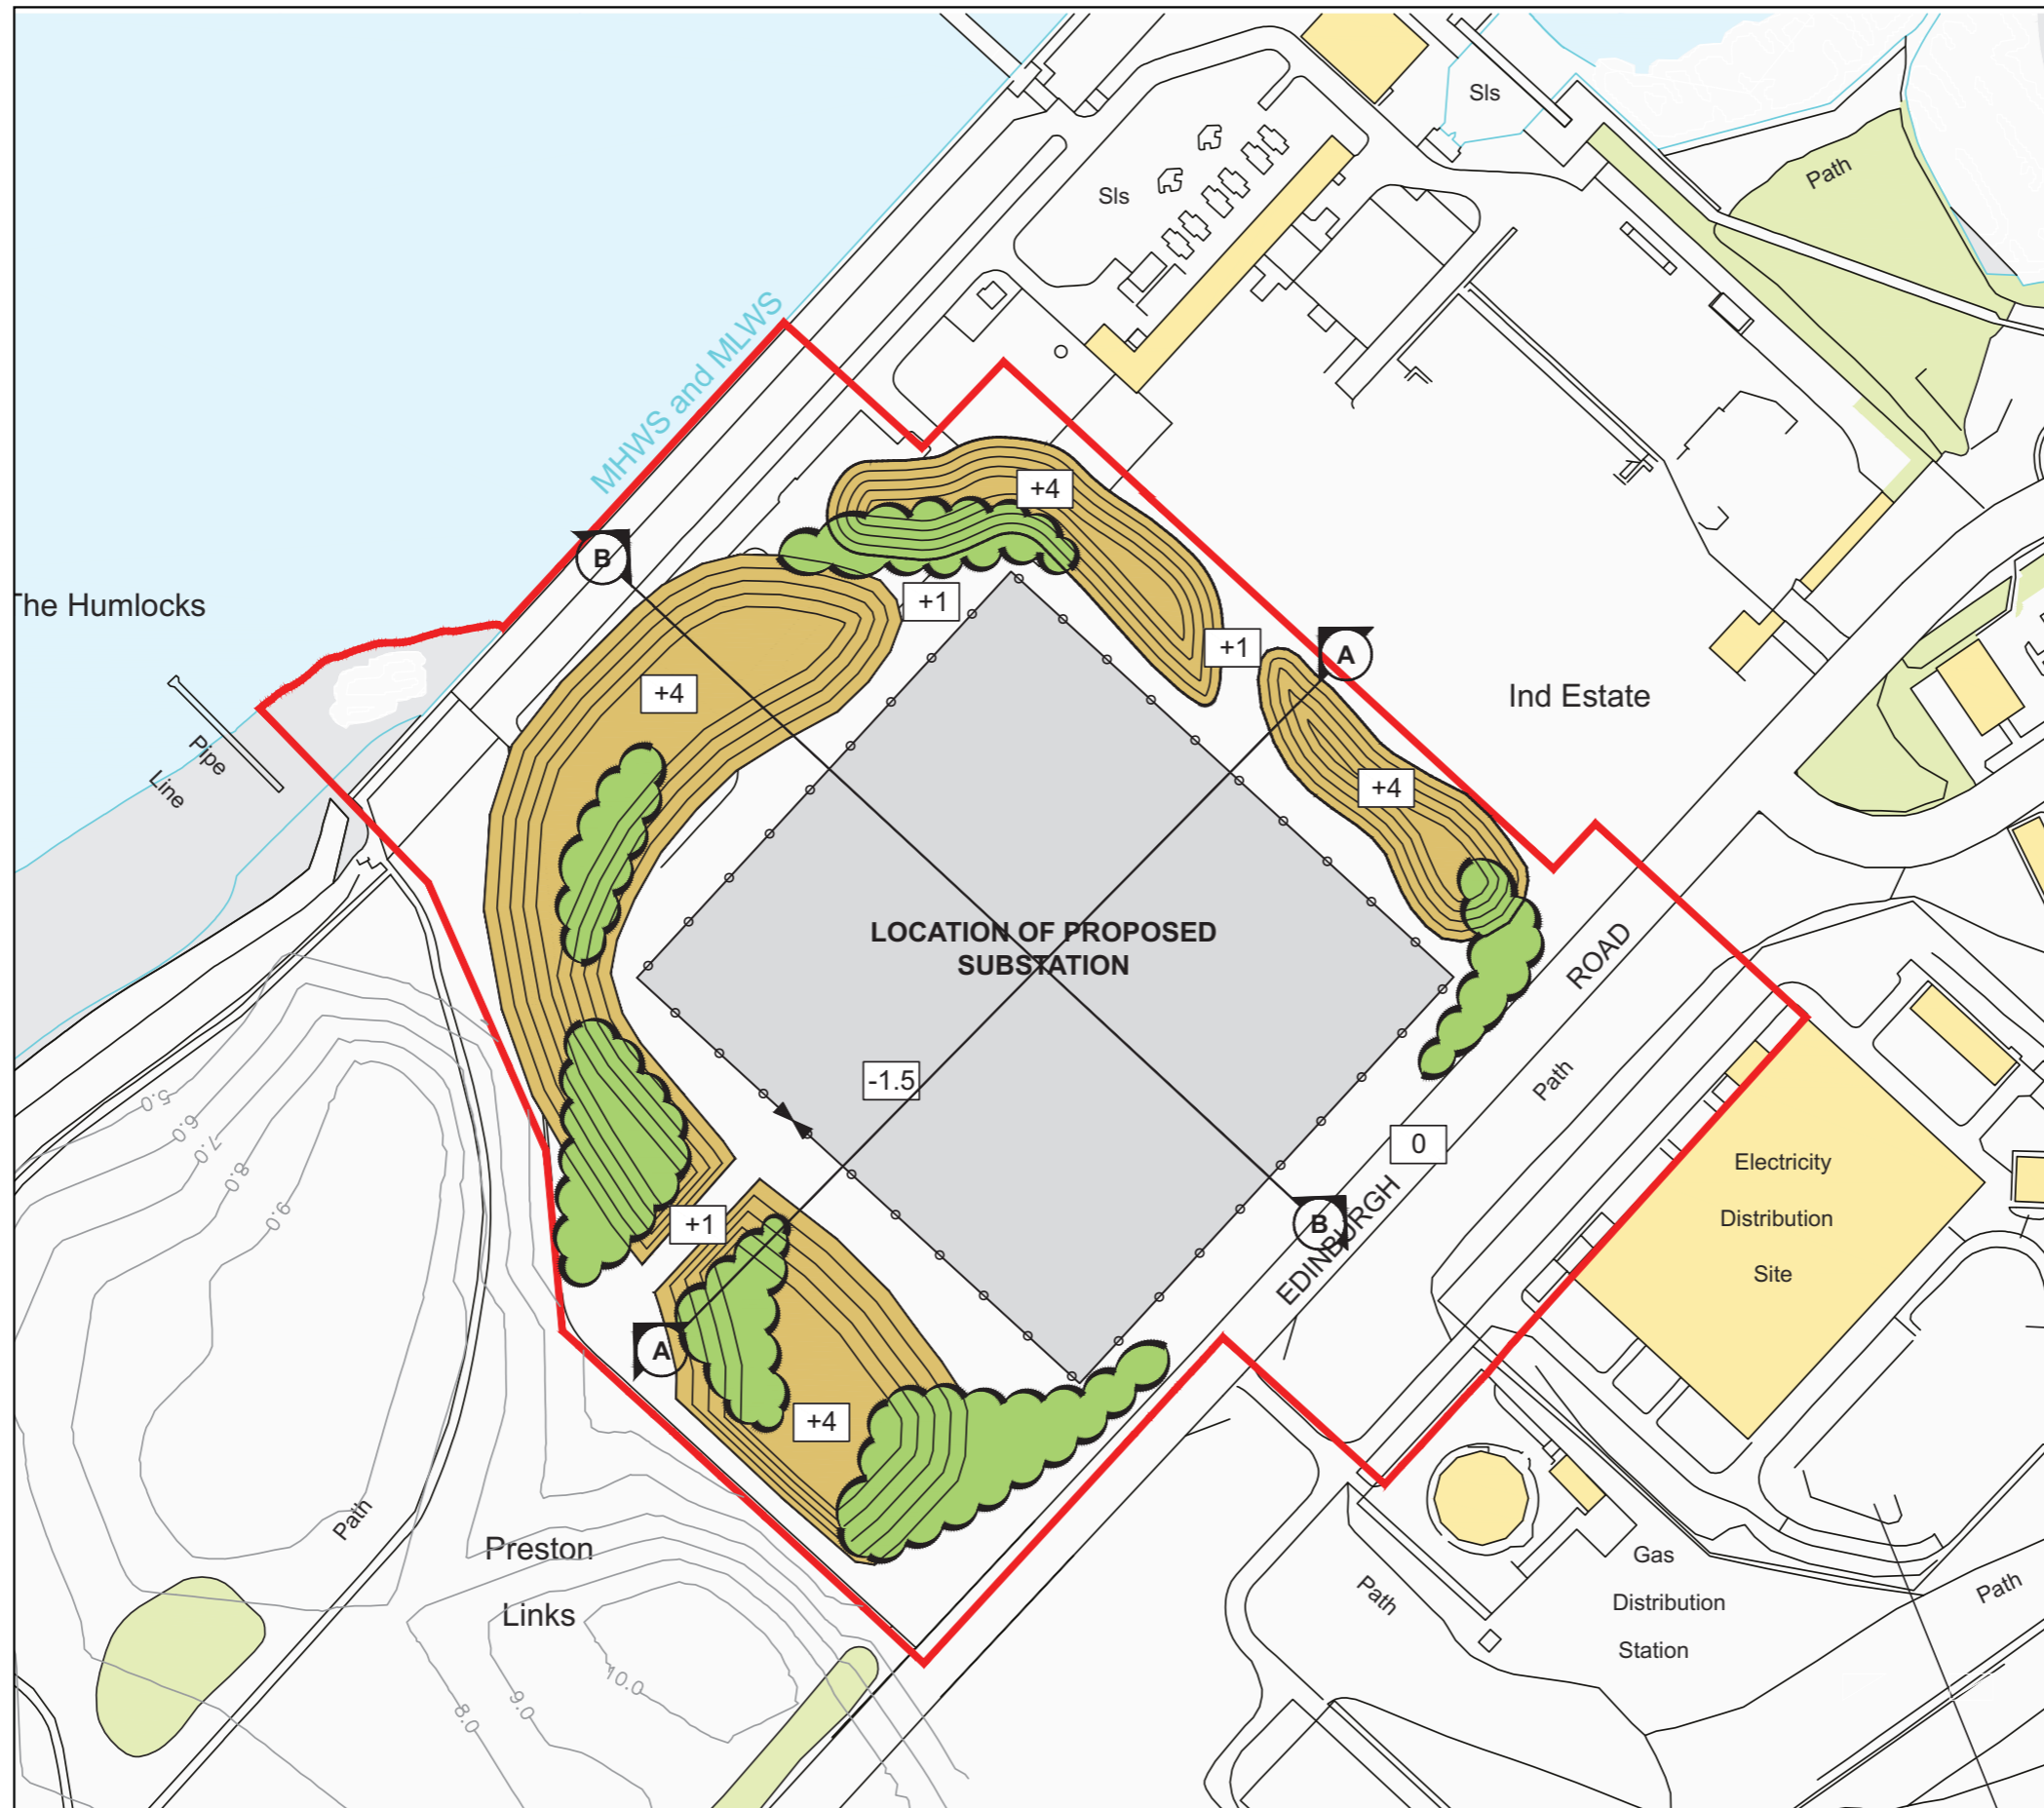 Sls
Path
Sls
MHWS and MLWS
+4
B
The Humlocks
+1
+1
A
+4
Ind Estate
Pipe
Line
+4
LOCATION OF PROPOSED
SUBSTATION
ROAD
-1.5
Path
5.0
6.0
7.0
8.0
9.0
0
Electricity
Distribution
Site
+1
B
EDINBURGH
A
+4
Path
Preston
Links
Gas
Distribution
Station
Path
Path
10.0
9.0
8.0